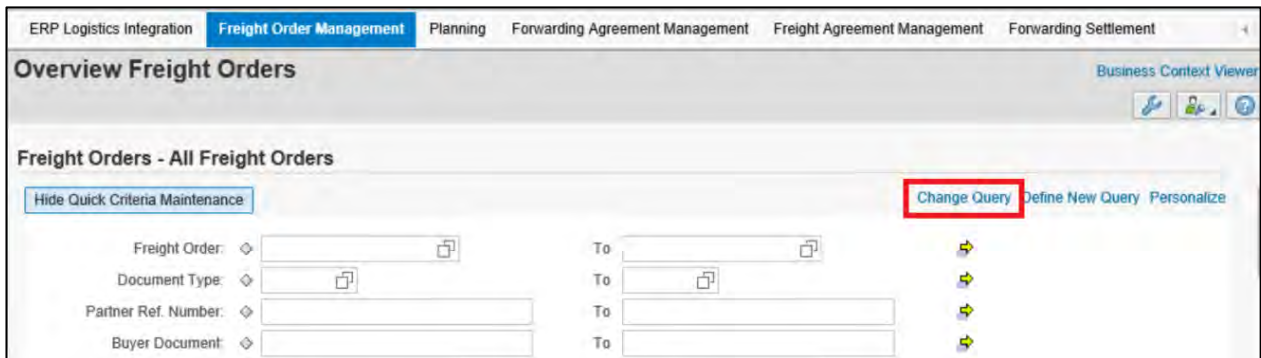 ERP Logistics Integration Freight Order Management Planning Forwarding Agreement Management Freight Agreement Management Forwarding Settlement
Overview Freight Orders
Business Context Viewer
Freight Orders - All Freight Orders
Hide Quick Criteria Maintenance Change Query Define New Query Personalize
Freight Order: To
Document Type: To
Partner Ref. Number: To
Buyer Document: To